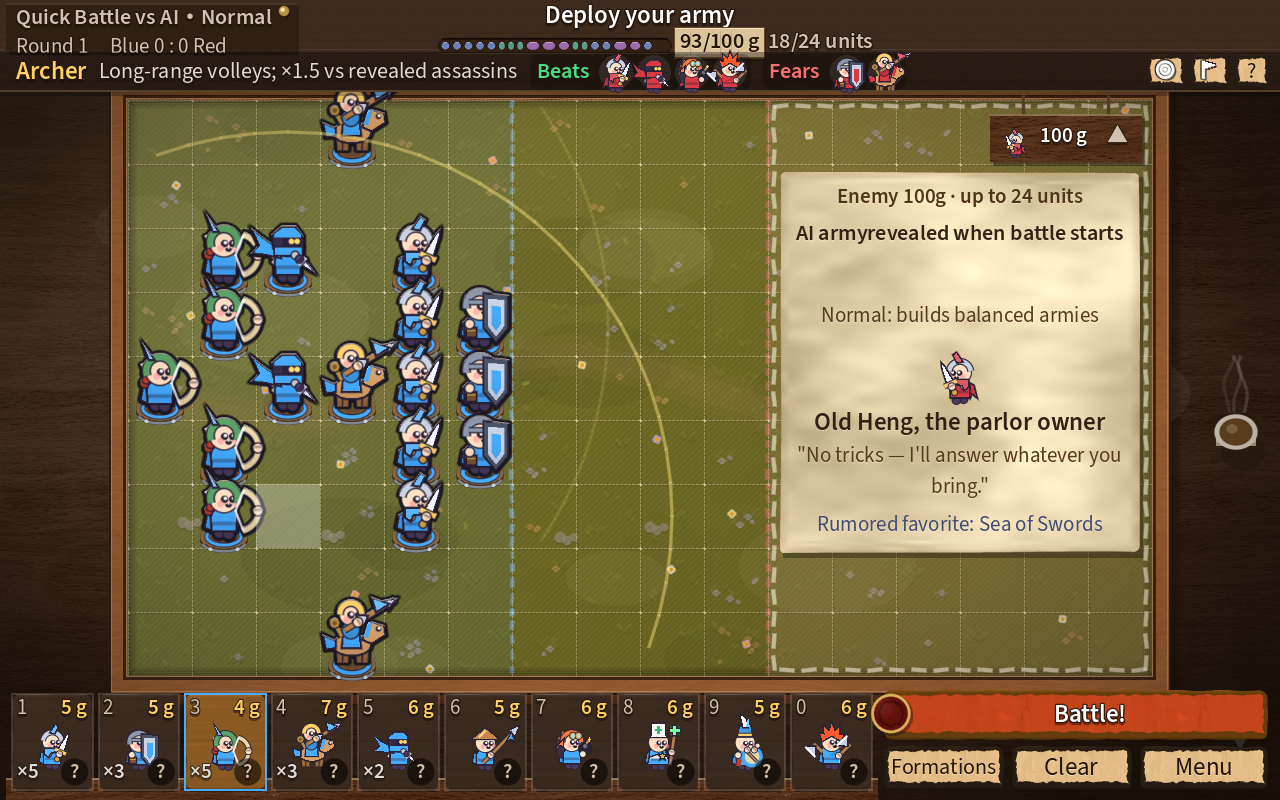 Quick Battle vs AI • Normal
Round 1 Blue 0 : 0 Red
Deploy your army
93/100 g 18/24 units
Archer Long-range volleys; ×1.5 vs revealed assassins Beats Fears ?
100 g
Enemy 100g · up to 24 units
AI armyrevealed when battle starts
Normal: builds balanced armies
Old Heng, the parlor owner
"No tricks — I'll answer whatever you
bring."
Rumored favorite: Sea of Swords
1 5 g 2 5 g 3 4 g 4 7 g 5 6 g 6 5 g 7 6 g 8 6 g 9 5 g 0 6 g
×5 ? ×3 ? ×5 ? ×3 ? ×2 ? ? ? ? ? ?
Battle!
Formations Clear Menu